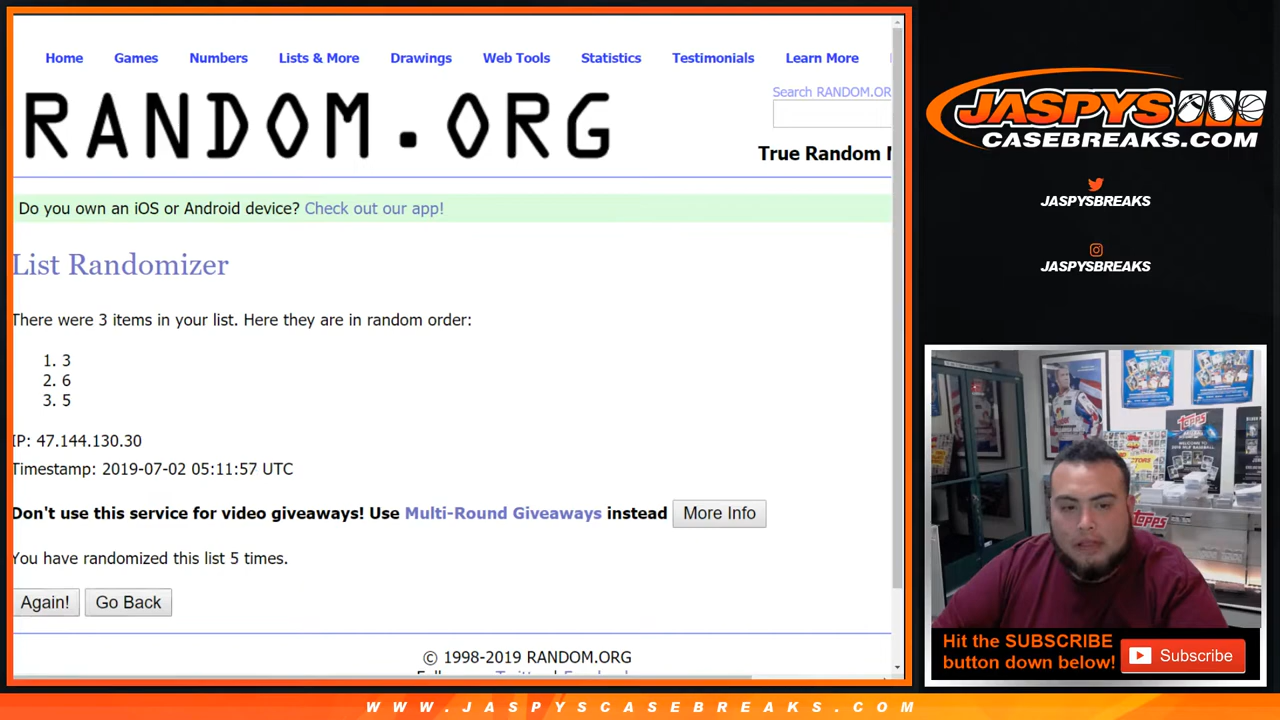 Home Games Numbers Lists & More Drawings Web Tools Statistics Testimonials Learn More
Search RANDOM.OR
RANDOM.ORG
True Random
Do you own an iOS or Android device? Check out our app!
List Randomizer
There were 3 items in your list. Here they are in random order:
1. 3
2. 6
3. 5
IP: 47.144.130.30
Timestamp: 2019-07-02 05:11:57 UTC
Don't use this service for video giveaways! Use Multi-Round Giveaways instead More Info
You have randomized this list 5 times.
Again! Go Back
© 1998-2019 RANDOM.ORG
JASPYS
CASEBREAKS.COM
JASPYSBREAKS
JASPYSBREAKS
TOPPS
WELCOME TO
TOPPS
TOPPS
Hit the SUBSCRIBE
button down below!
Subscribe
WWW.JASPYSCASEBREAKS.COM